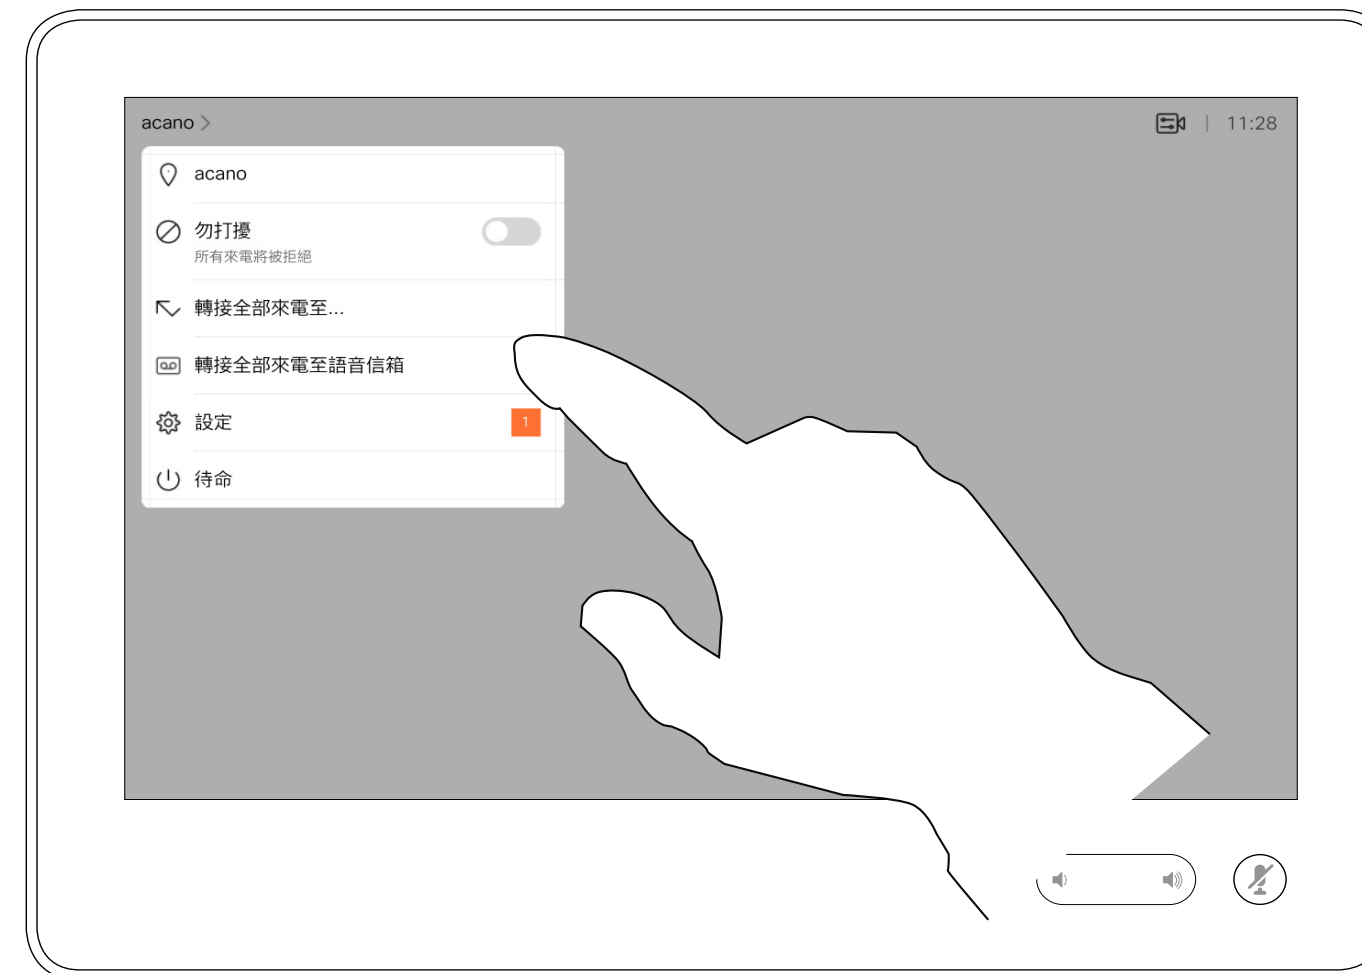 acano >
11:28
acano
勿打擾
所有來電將被拒絕
轉接全部來電至...
轉接全部來電至語音信箱
設定
1
待命